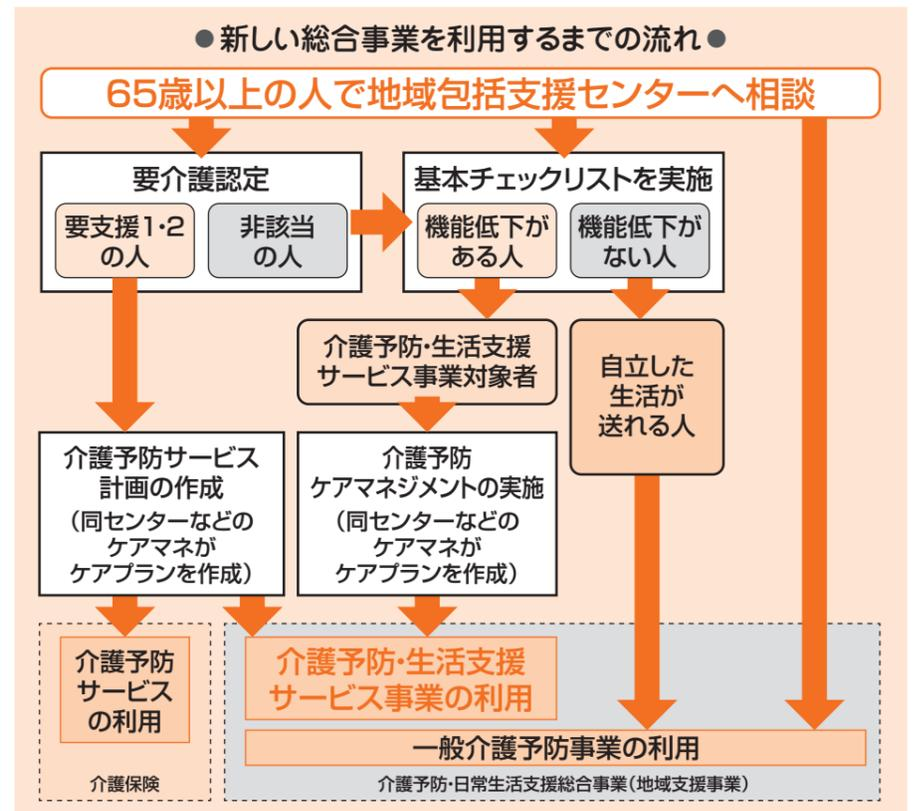 ●新しい総合事業を利用するまでの流れ●
65歳以上の人で地域包括支援センターへ相談
要介護認定
要支援1・2
の人
非該当
の人
基本チェックリストを実施
機能低下が
ある人
機能低下が
ない人
介護予防・生活支援
サービス事業対象者
自立した
生活が
送れる人
介護予防サービス
計画の作成
（同センターなどの
ケアマネが
ケアプランを作成）
介護予防
ケアマネジメントの実施
（同センターなどの
ケアマネが
ケアプランを作成）
介護予防
サービス
の利用
介護保険
介護予防・生活支援
サービス事業の利用
一般介護予防事業の利用
介護予防・日常生活支援総合事業（地域支援事業）